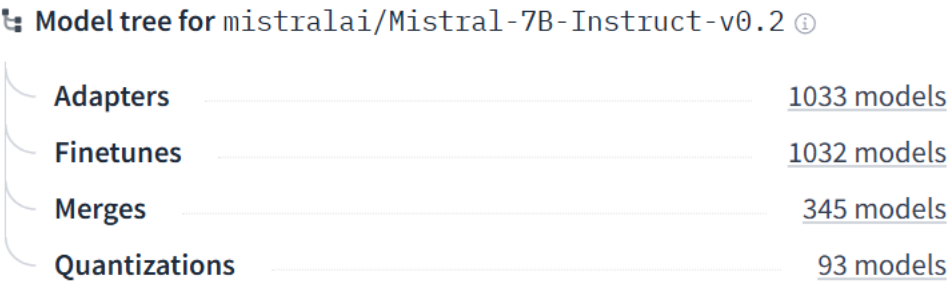 Model tree for mistralai/Mistral-7B-Instruct-v0.2
Adapters 1033 models
Finetunes 1032 models
Merges 345 models
Quantizations 93 models